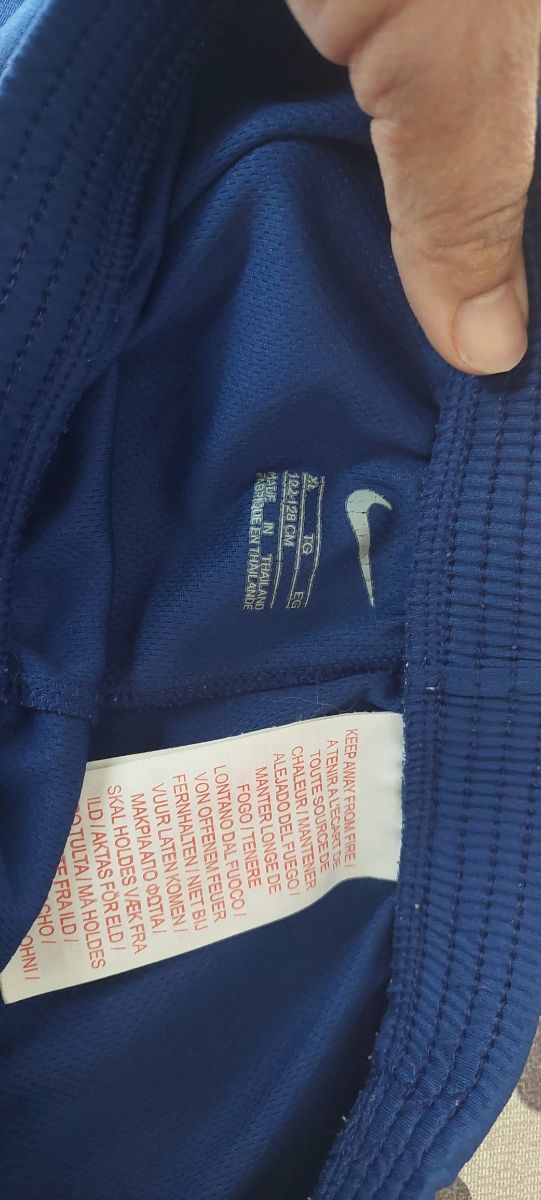 XL TG EG
122-128 CM
MADE IN THAILAND
FABRIQUE EN THAILANDE
KEEP AWAY FROM FIRE /
A TENIR A L'ECART DE
TOUTE SOURCE DE
CHALEUR / MANTENER
ALEJADO DEL FUEGO /
MANTER LONGE DE
FOGO / TENERE
LONTANO DAL FUOCO /
VON OFFENEN FEUER
FERNHALTEN / NIET BIJ
VUUR LATEN KOMEN /
ΜΑΚΡΙΑ ΑΠΟ ΦΩΤΙΑ /
SKAL HOLDES VÆK FRA
ILD / AKTAS FÖR ELD /
TULTA / MÅ HOLDES
FRA ILD /